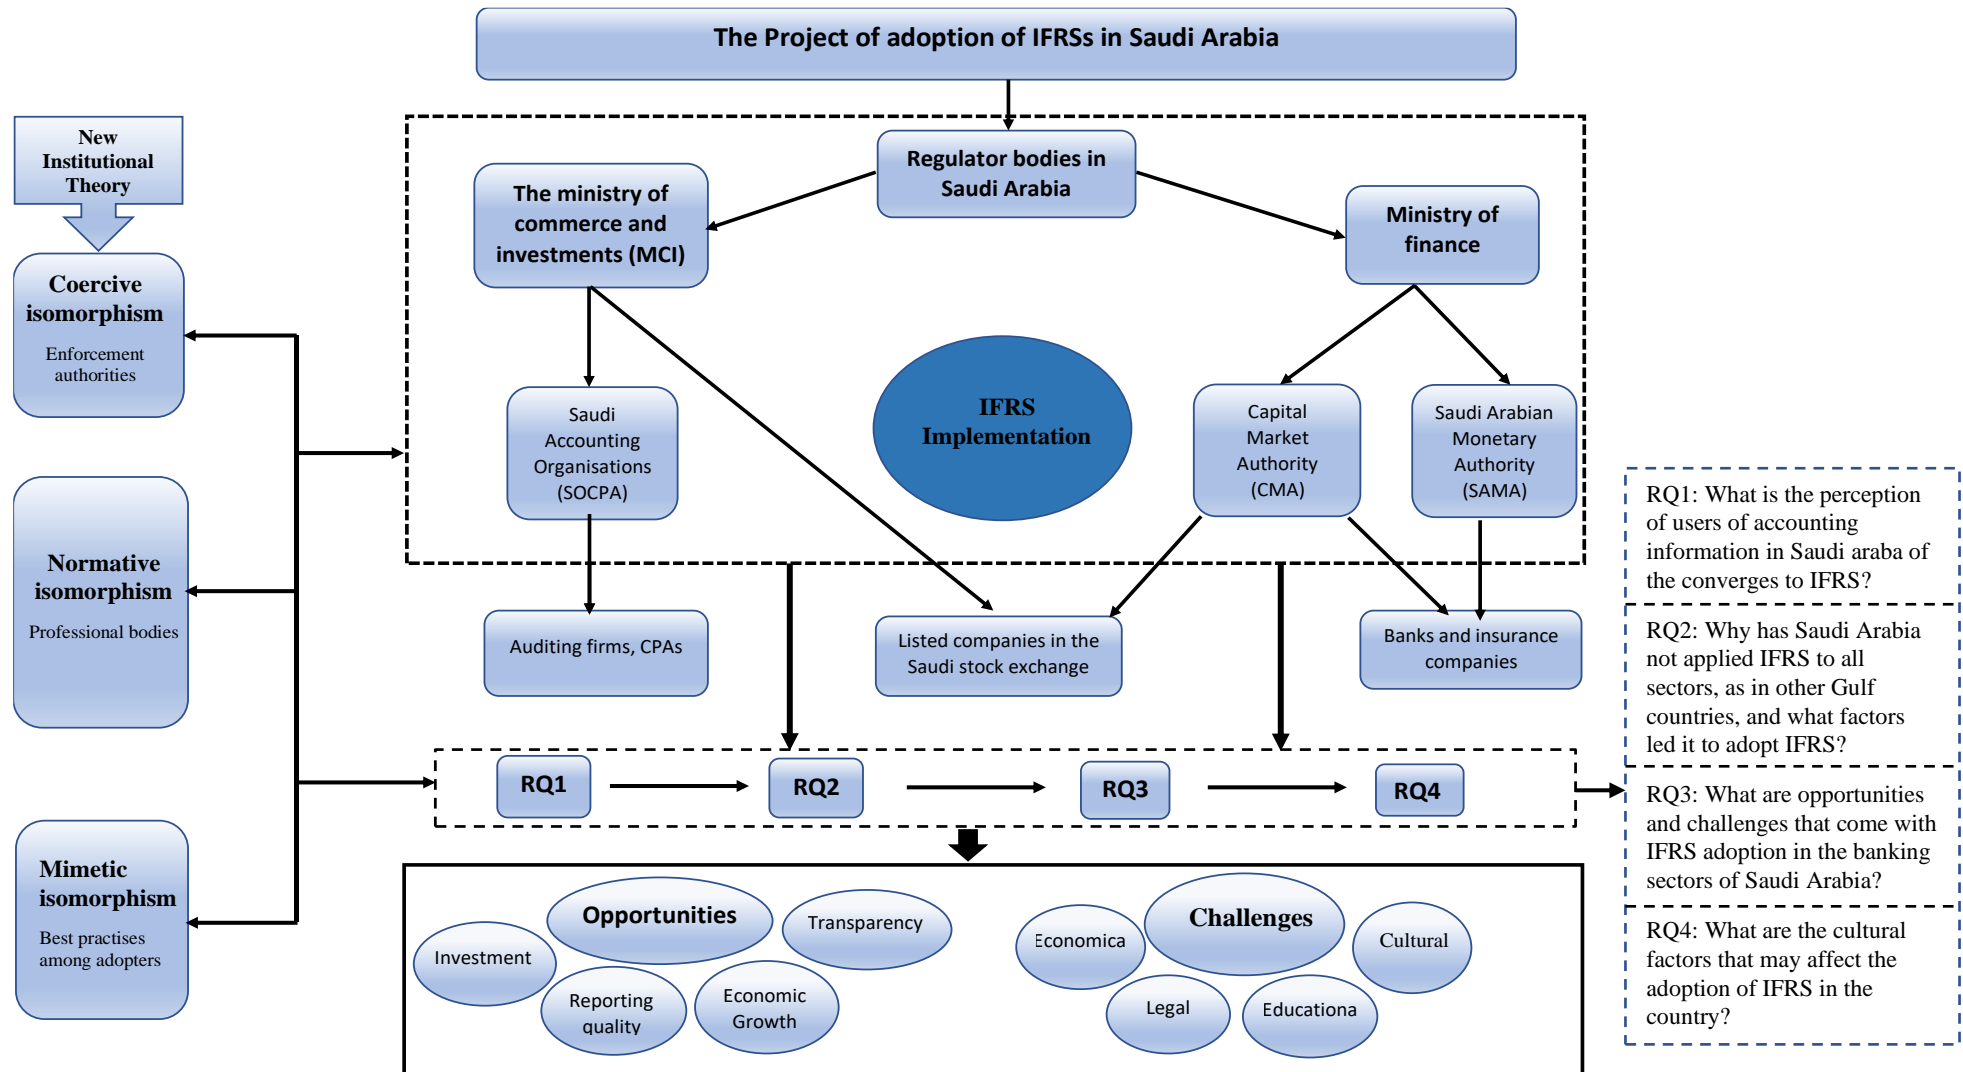 The Project of adoption of IFRSs in Saudi Arabia
New
Institutional
Theory
Coercive
isomorphism
Enforcement
authorities
Normative
isomorphism
Professional bodies
Mimetic
isomorphism
Best practises
among adopters
Regulator bodies in
Saudi Arabia
The ministry of
commerce and
investments (MCI)
Ministry of
finance
IFRS
Implementation
Saudi
Accounting
Organisations
(SOCPA)
Capital
Market
Authority
(CMA)
Saudi Arabian
Monetary
Authority
(SAMA)
Auditing firms, CPAs
Listed companies in the
Saudi stock exchange
Banks and insurance
companies
RQ1
RQ2
RQ3
RQ4
Opportunities
Transparency
Investment
Reporting
quality
Economic
Growth
Challenges
Economica
Cultural
Legal
Educationa
RQ1: What is the perception
of users of accounting
information in Saudi araba of
the converges to IFRS?
RQ2: Why has Saudi Arabia
not applied IFRS to all
sectors, as in other Gulf
countries, and what factors
led it to adopt IFRS?
RQ3: What are opportunities
and challenges that come with
IFRS adoption in the banking
sectors of Saudi Arabia?
RQ4: What are the cultural
factors that may affect the
adoption of IFRS in the
country?